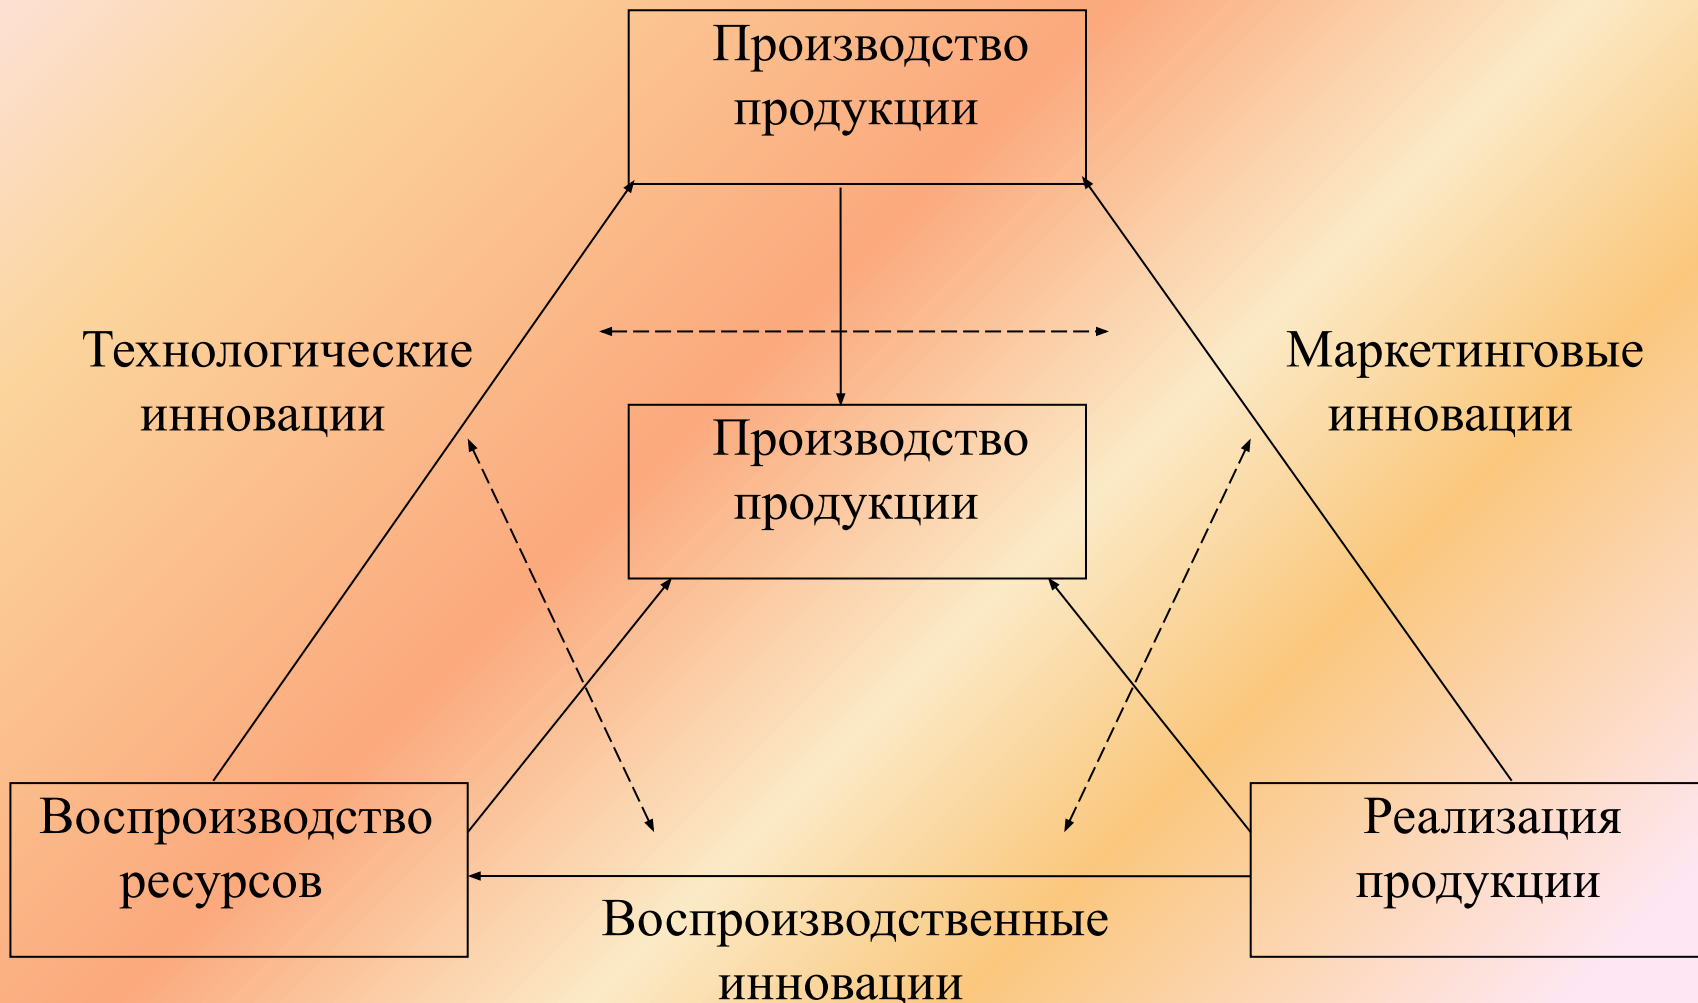 Производство
продукции
Технологические
инновации
Маркетинговые
инновации
Производство
продукции
Воспроизводство
ресурсов
Реализация
продукции
Воспроизводственные
инновации